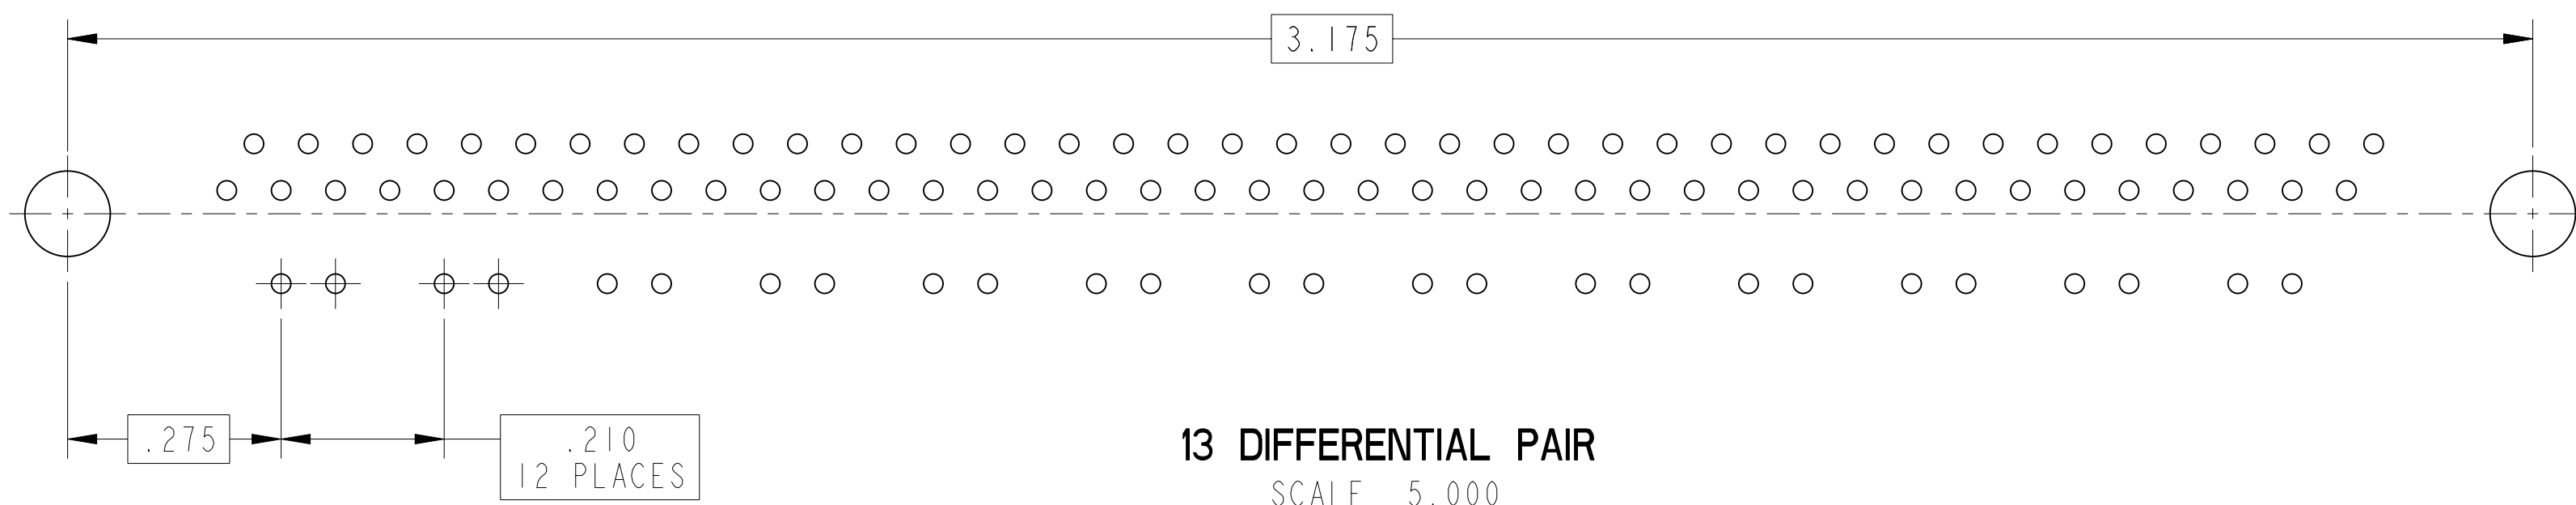 3.175
.275
.210
12 PLACES
13 DIFFERENTIAL PAIR
SCALE 5.000